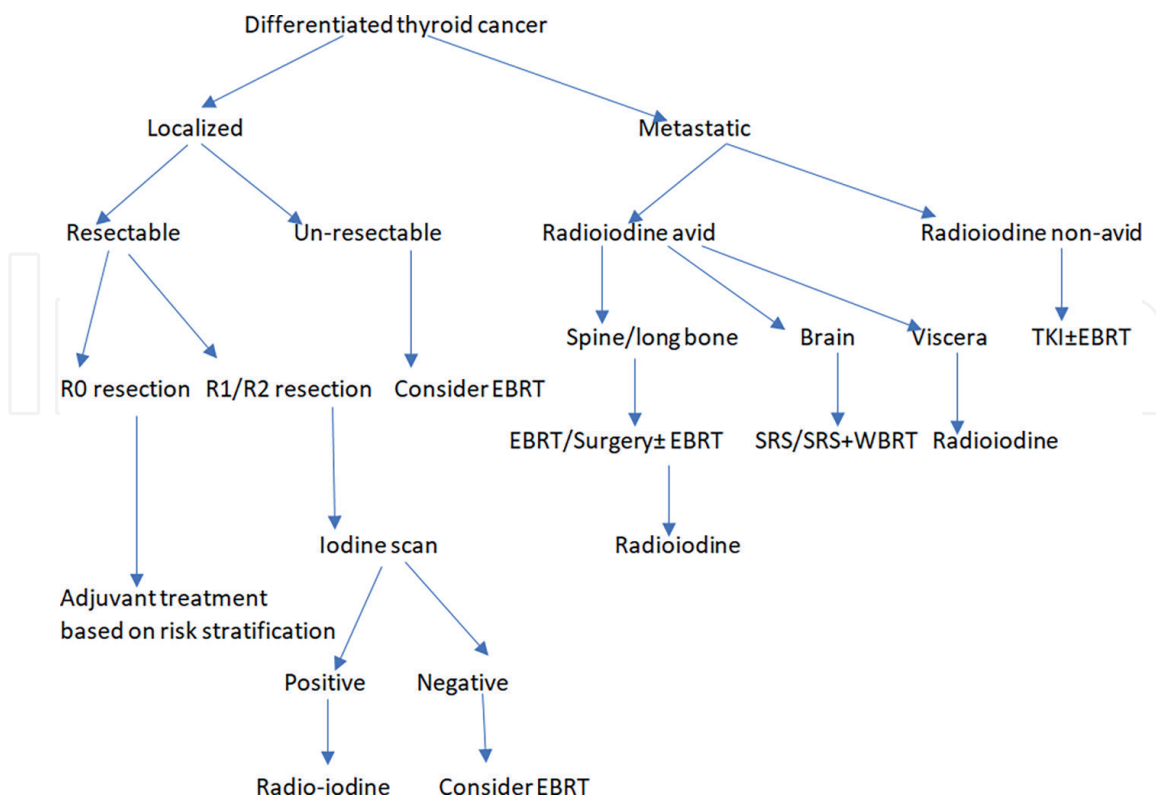 Differentiated thyroid cancer
Localized
Metastatic
Resectable
Un-resectable
Radioiodine avid
Radioiodine non-avid
Spine/long bone
Brain
Viscera
TKI±EBRT
R0 resection
R1/R2 resection
Consider EBRT
EBRT/Surgery± EBRT
SRS/SRS+WBRT
Radioiodine
Iodine scan
Radioiodine
Adjuvant treatment
based on risk stratification
Positive
Negative
Radio-iodine
Consider EBRT